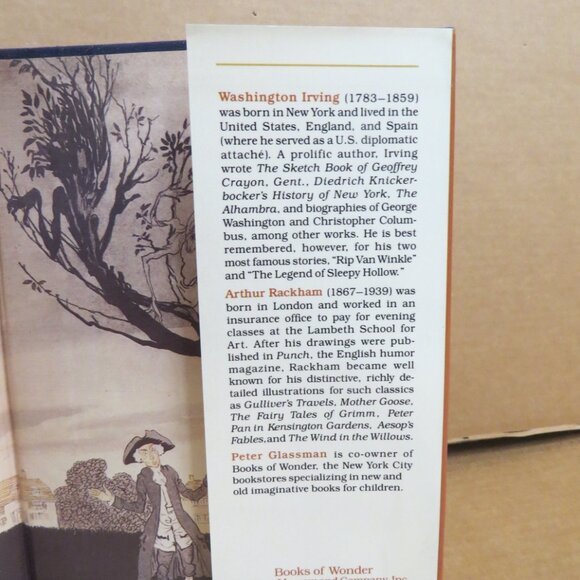 Washington Irving (1783–1859)
was born in New York and lived in the
United States, England, and Spain
(where he served as a U.S. diplomatic
attaché). A prolific author, Irving
wrote The Sketch Book of Geoffrey
Crayon, Gent., Diedrich Knicker-
bocker's History of New York, The
Alhambra, and biographies of George
Washington and Christopher Colum-
bus, among other works. He is best
remembered, however, for his two
most famous stories, "Rip Van Winkle"
and "The Legend of Sleepy Hollow."
Arthur Rackham (1867–1939) was
born in London and worked in an
insurance office to pay for evening
classes at the Lambeth School for
Art. After his drawings were pub-
lished in Punch, the English humor
magazine, Rackham became well
known for his distinctive, richly de-
tailed illustrations for such classics
as Gulliver's Travels, Mother Goose,
The Fairy Tales of Grimm, Peter
Pan in Kensington Gardens, Aesop's
Fables, and The Wind in the Willows.
Peter Glassman is co-owner of
Books of Wonder, the New York City
bookstores specializing in new and
old imaginative books for children.
Books of Wonder
Company, Inc.